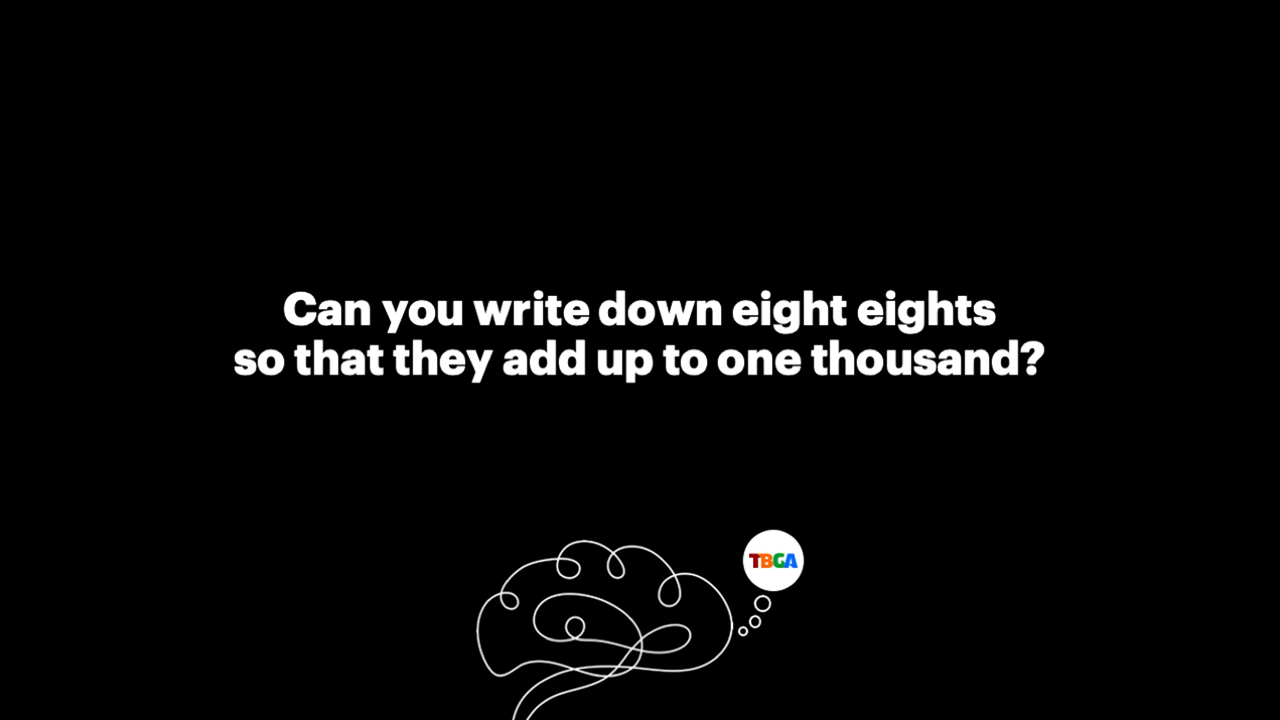 Can you write down eight eights
so that they add up to one thousand?
TBGA